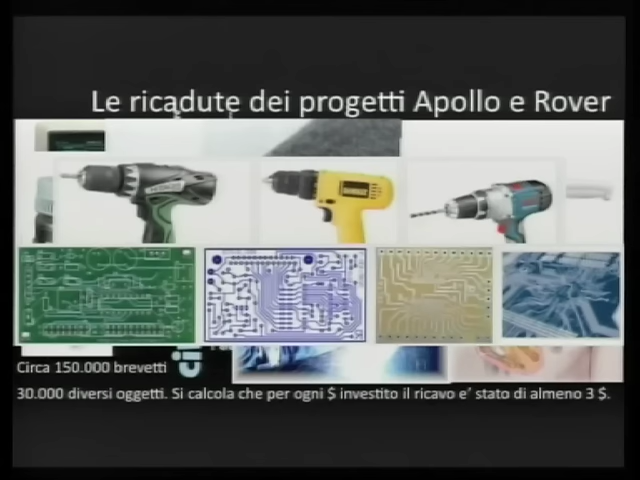 Le ricadute dei progetti Apollo e Rover
Circa 150.000 brevetti
30.000 diversi oggetti. Si calcola che per ogni $ investito il ricavo e' stato di almeno 3 $.